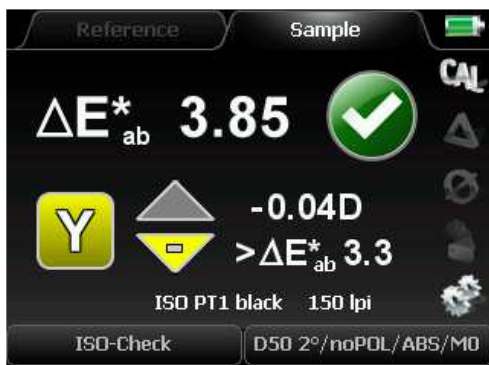 Reference Sample
CAL
ΔE*ab 3.85
Y
-0.04D
>ΔE*ab 3.3
ISO PT1 black 150 lpi
ISO-Check D50 2°/noPOL/ABS/M0